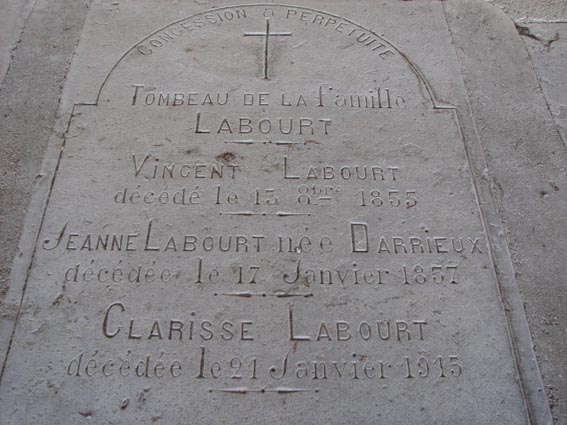 CONCESSION À PERPÉTUITÉ
TOMBEAU DE LA famille
LABOURT
VINCENT LABOURT
décédé le 15 8bre 1855
JEANNE LABOURT née DARRIEUX
décédée le 17 Janvier 1857
CLARISSE LABOURT
décédée le 21 Janvier 1915